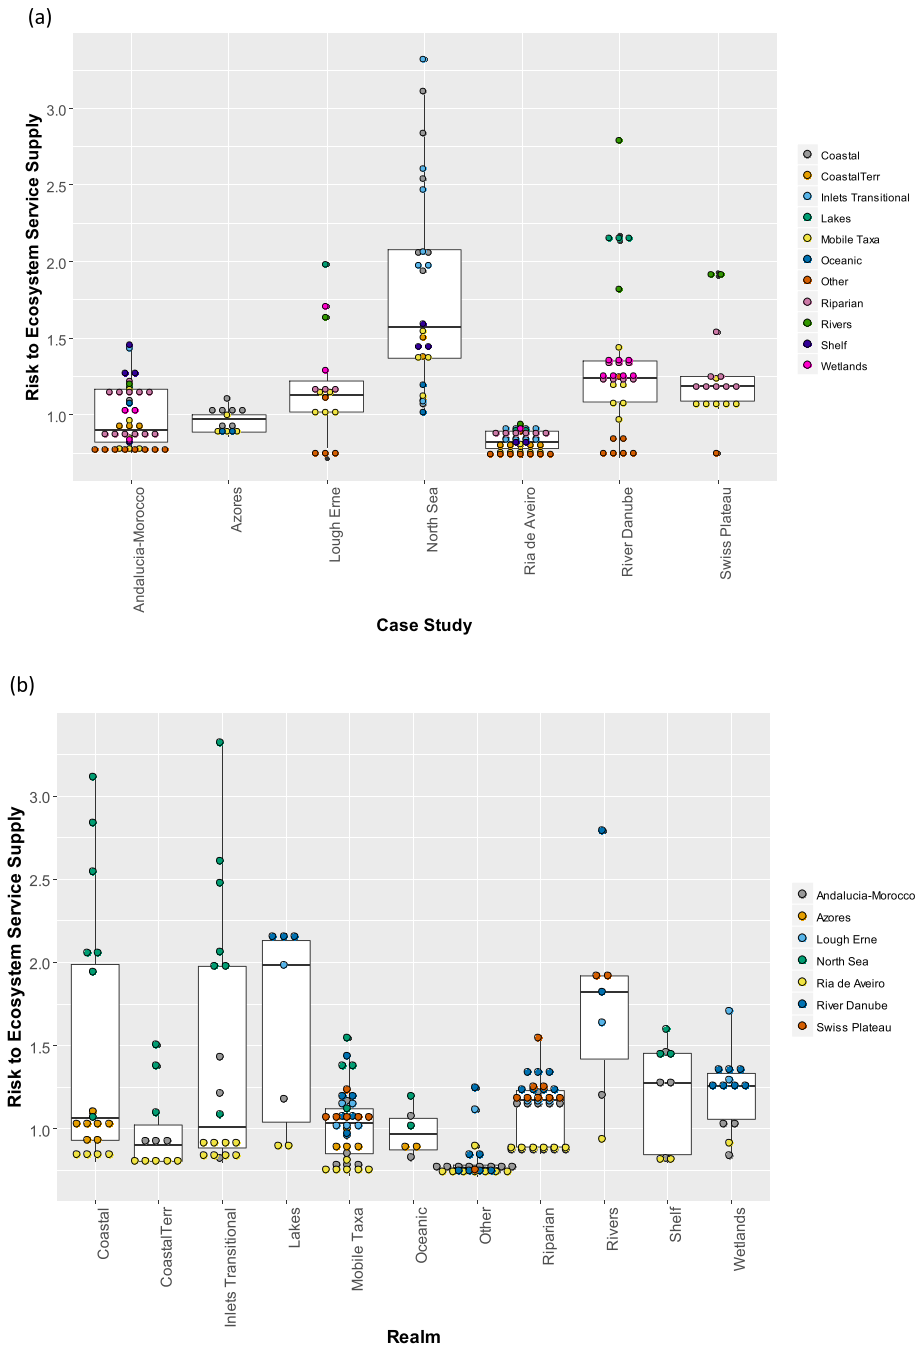 (a)
Risk to Ecosystem Service Supply
3.0
2.5
2.0
1.5
1.0
Andalucia-Morocco
Azores
Lough Erne
North Sea
Ria de Aveiro
River Danube
Swiss Plateau
Case Study
Coastal
CoastalTerr
Inlets Transitional
Lakes
Mobile Taxa
Oceanic
Other
Riparian
Rivers
Shelf
Wetlands
(b)
Risk to Ecosystem Service Supply
3.0
2.5
2.0
1.5
1.0
Coastal
CoastalTerr
Inlets Transitional
Lakes
Mobile Taxa
Oceanic
Other
Riparian
Rivers
Shelf
Wetlands
Realm
Andalucia-Morocco
Azores
Lough Erne
North Sea
Ria de Aveiro
River Danube
Swiss Plateau